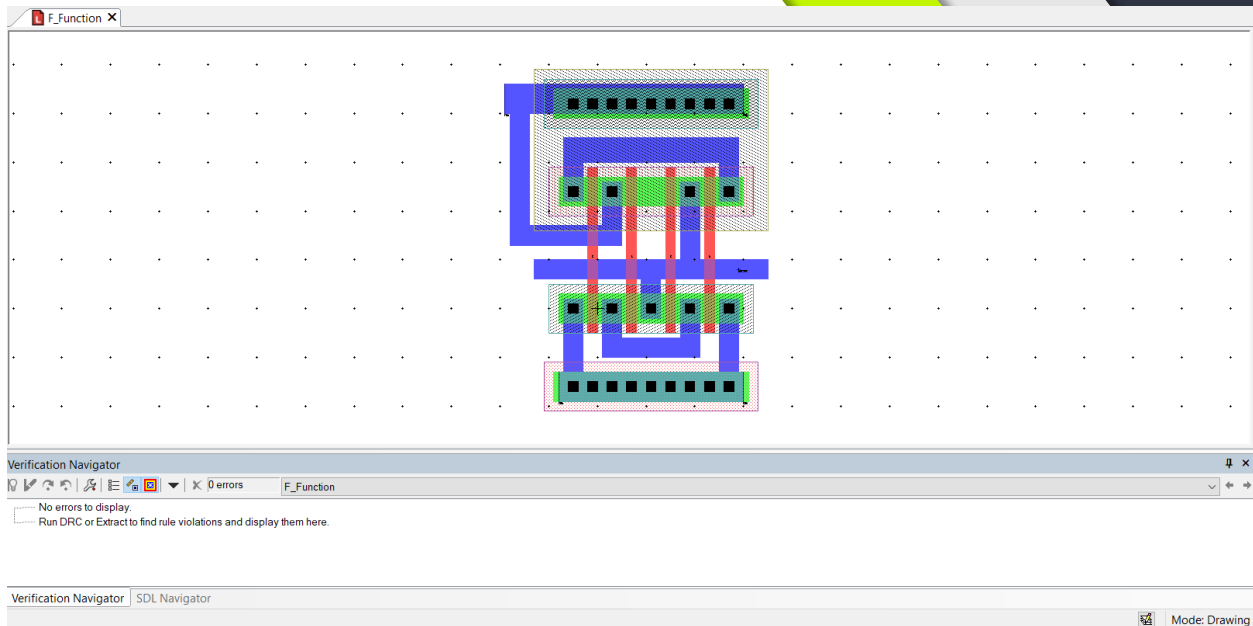 F_Function
Verification Navigator
0 errors
F_Function
No errors to display.
Run DRC or Extract to find rule violations and display them here.
Verification Navigator
SDL Navigator
Mode: Drawing